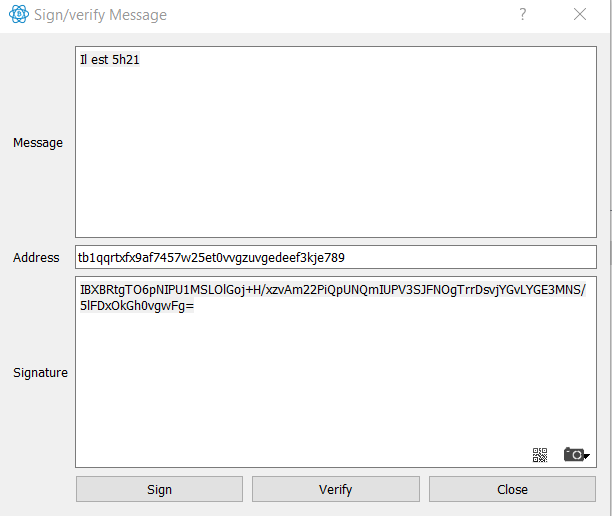 Sign/verify Message
?
Message
Il est 5h21
Address
tb1qqrtxfx9af7457w25et0vvgzuvgedeef3kje789
Signature
IBXBRtgTO6pNIPU1MSLOlGoj+H/xzvAm22PiQpUNQmIUPV3SJFNOgTrrDsvjYGvLYGE3MNS/
5lFDxOkGh0vgwFg=
Sign
Verify
Close